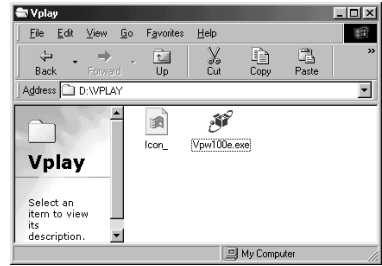 Vplay
File Edit View Go Favorites Help
Back Forward Up Cut Copy Paste »
Address D:\VPLAY
Vplay
Select an
item to view
its
description.
Icon_
Vpw100e.exe
My Computer